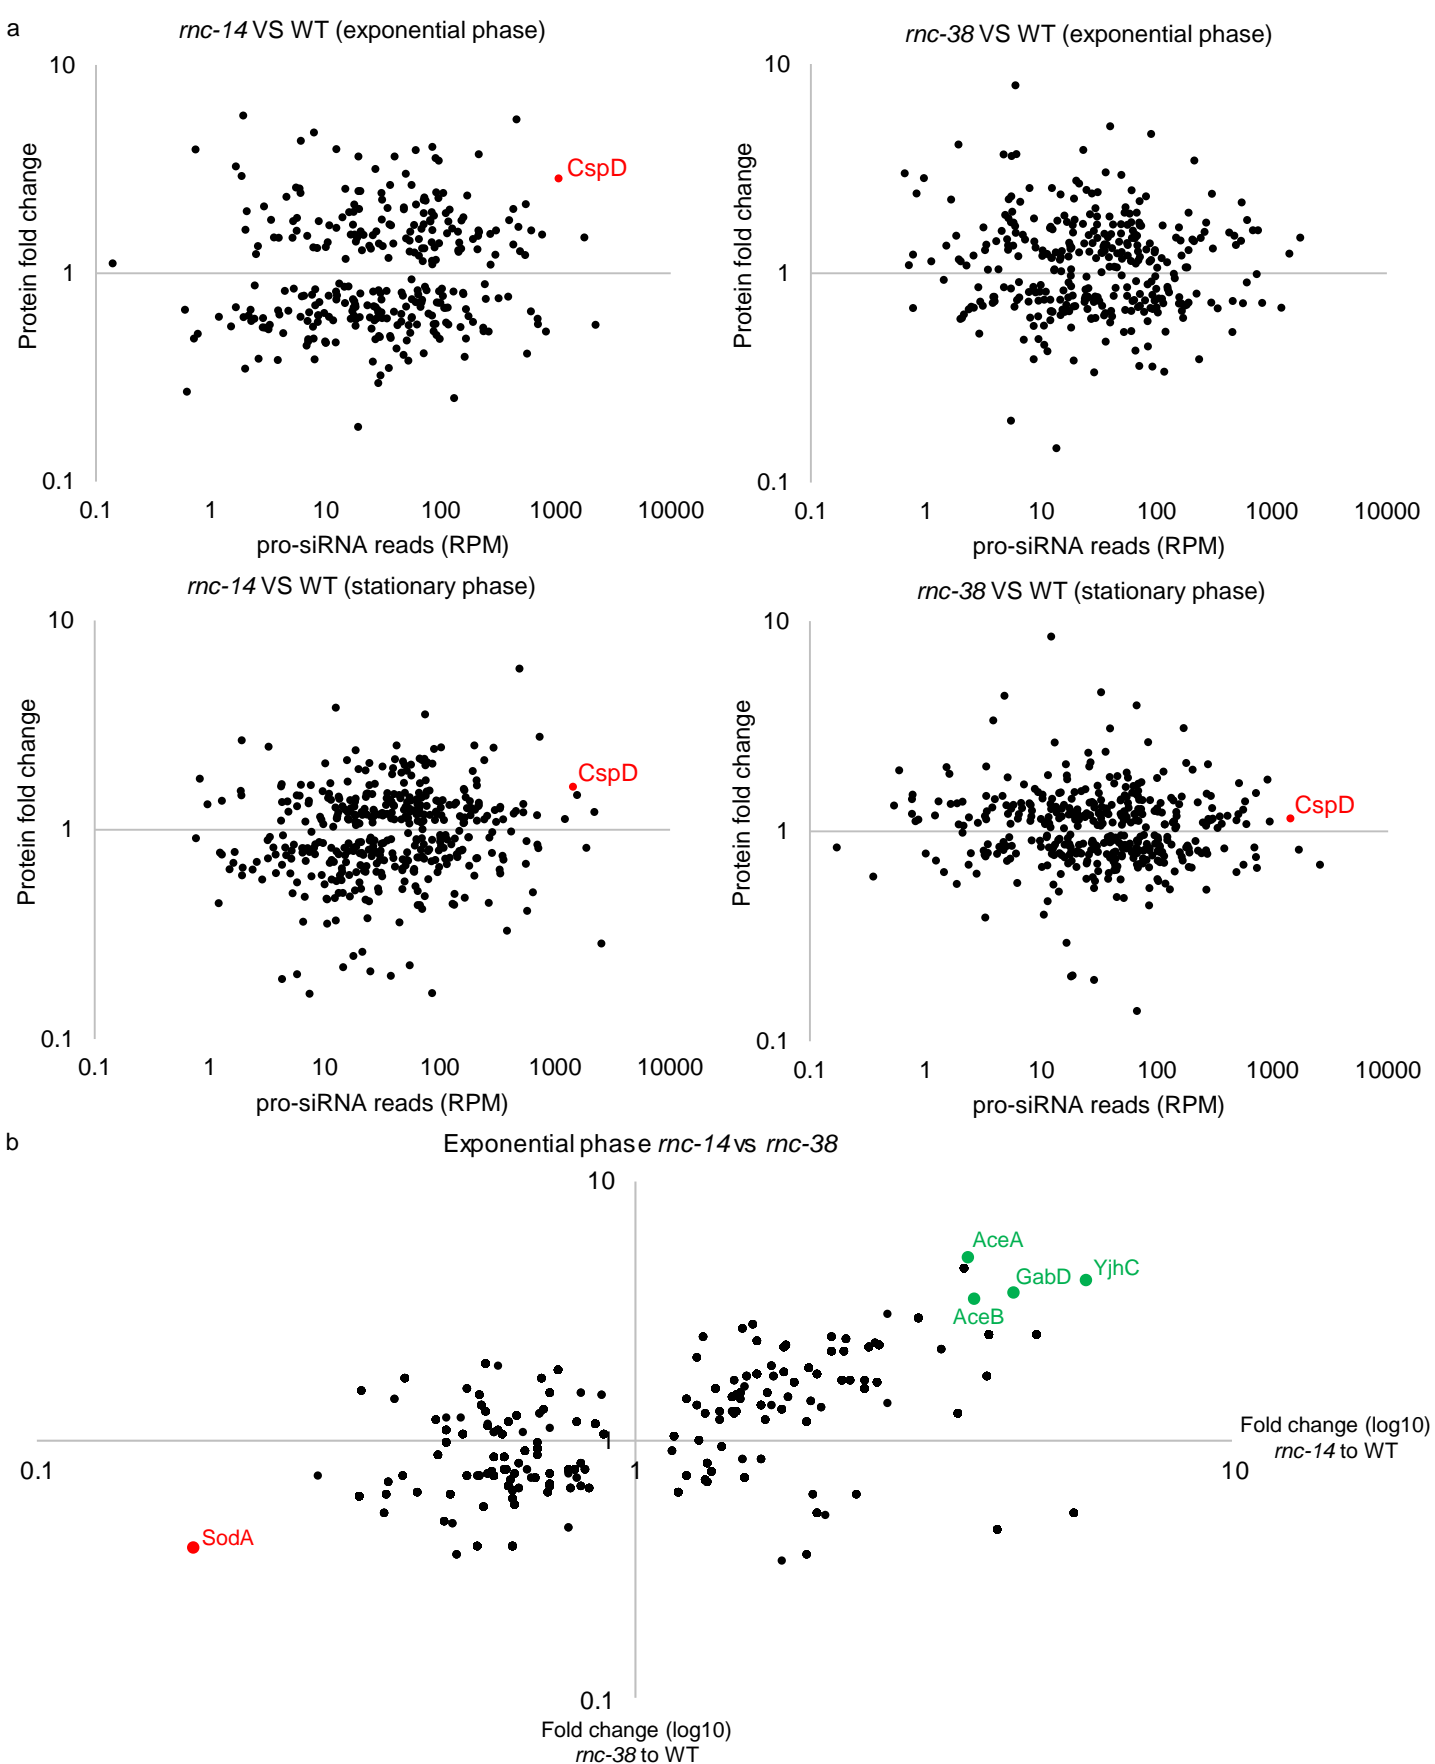 a
rnc-14 VS WT (exponential phase)
10
Protein fold change
1
0.1
CspD
0.1 1 10 100 1000 10000
pro-siRNA reads (RPM)
rnc-38 VS WT (exponential phase)
10
Protein fold change
1
0.1
0.1 1 10 100 1000 10000
pro-siRNA reads (RPM)
rnc-14 VS WT (stationary phase)
10
Protein fold change
1
0.1
CspD
0.1 1 10 100 1000 10000
pro-siRNA reads (RPM)
rnc-38 VS WT (stationary phase)
10
Protein fold change
1
0.1
CspD
0.1 1 10 100 1000 10000
pro-siRNA reads (RPM)
b
Exponential phase rnc-14 vs rnc-38
10
AceA
GabD
YjhC
AceB
Fold change (log10)
rnc-14 to WT
1
0.1 1 10
SodA
0.1
Fold change (log10)
rnc-38 to WT